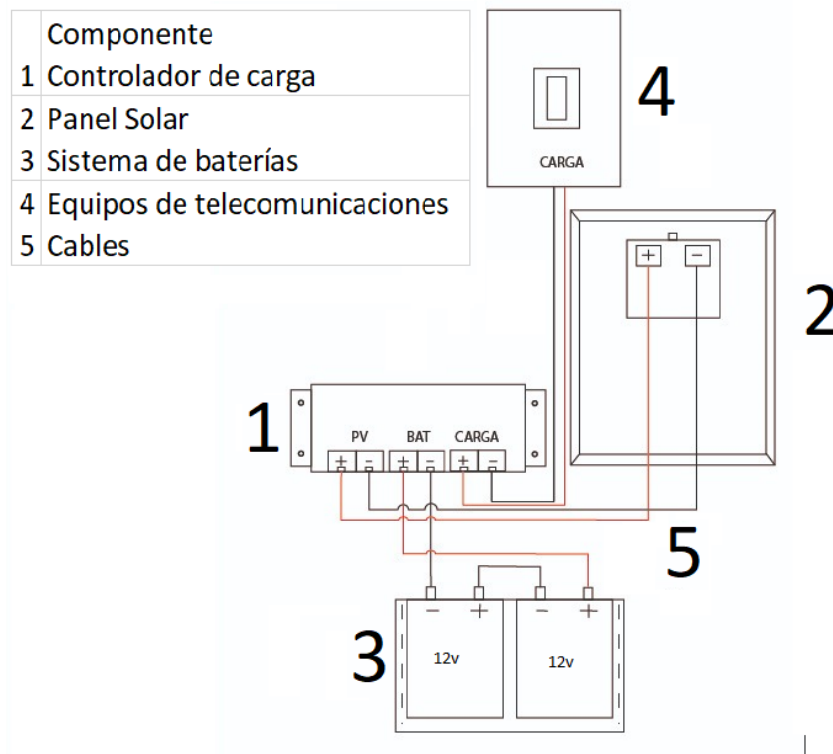 Componente
1 Controlador de carga
2 Panel Solar
3 Sistema de baterías
4 Equipos de telecomunicaciones
5 Cables
4
CARGA
+ −
2
1
PV BAT CARGA
+ - + - + -
5
− + − +
3
12v 12v